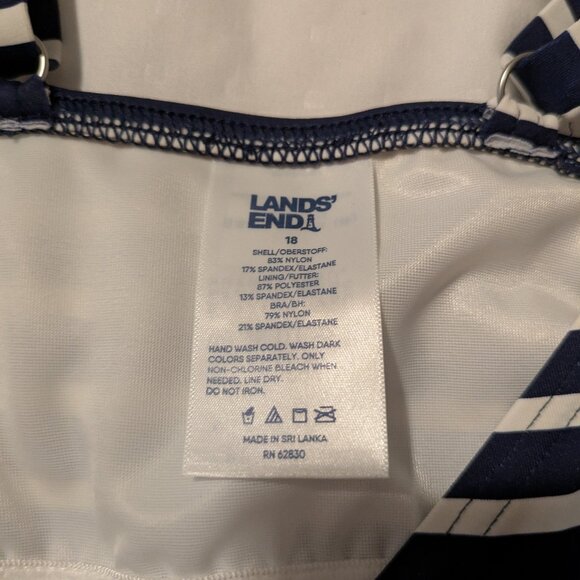 LANDS'
END
18
SHELL/OBERSTOFF:
83% NYLON
17% SPANDEX/ELASTANE
LINING/FUTTER:
87% POLYESTER
13% SPANDEX/ELASTANE
BRA/BH:
79% NYLON
21% SPANDEX/ELASTANE
HAND WASH COLD. WASH DARK
COLORS SEPARATELY. ONLY
NON-CHLORINE BLEACH WHEN
NEEDED. LINE DRY.
DO NOT IRON.
MADE IN SRI LANKA
RN 62830